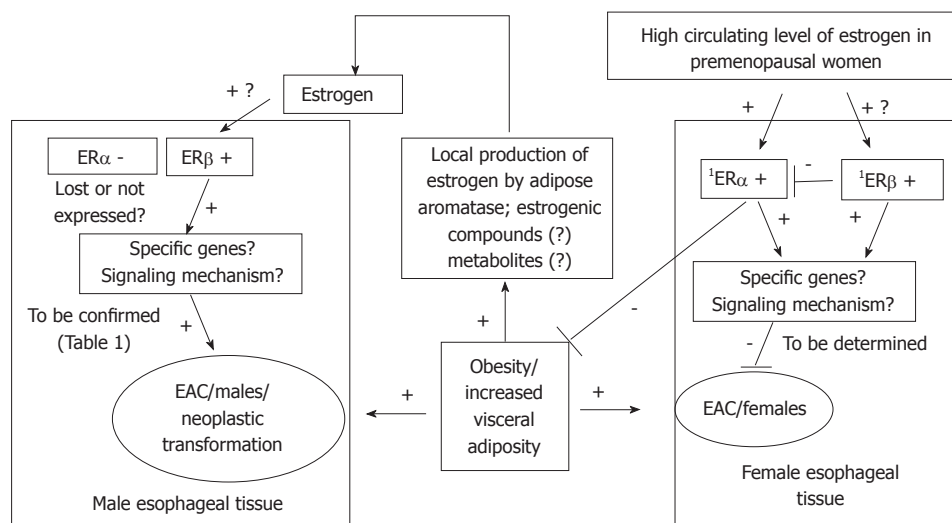 High circulating level of estrogen in
premenopausal women
+ ?
Estrogen
+
+ ?
ERα -
ERβ +
Lost or not
expressed?
+
Specific genes?
Signaling mechanism?
To be confirmed
(Table 1)
+
EAC/males/
neoplastic
transformation
Male esophageal tissue
Local production of
estrogen by adipose
aromatase; estrogenic
compounds (?)
metabolites (?)
+
Obesity/
increased
visceral
adiposity
+
+
-
¹ERα +
-
¹ERβ +
+
+
Specific genes?
Signaling mechanism?
-
To be determined
EAC/females
Female esophageal
tissue